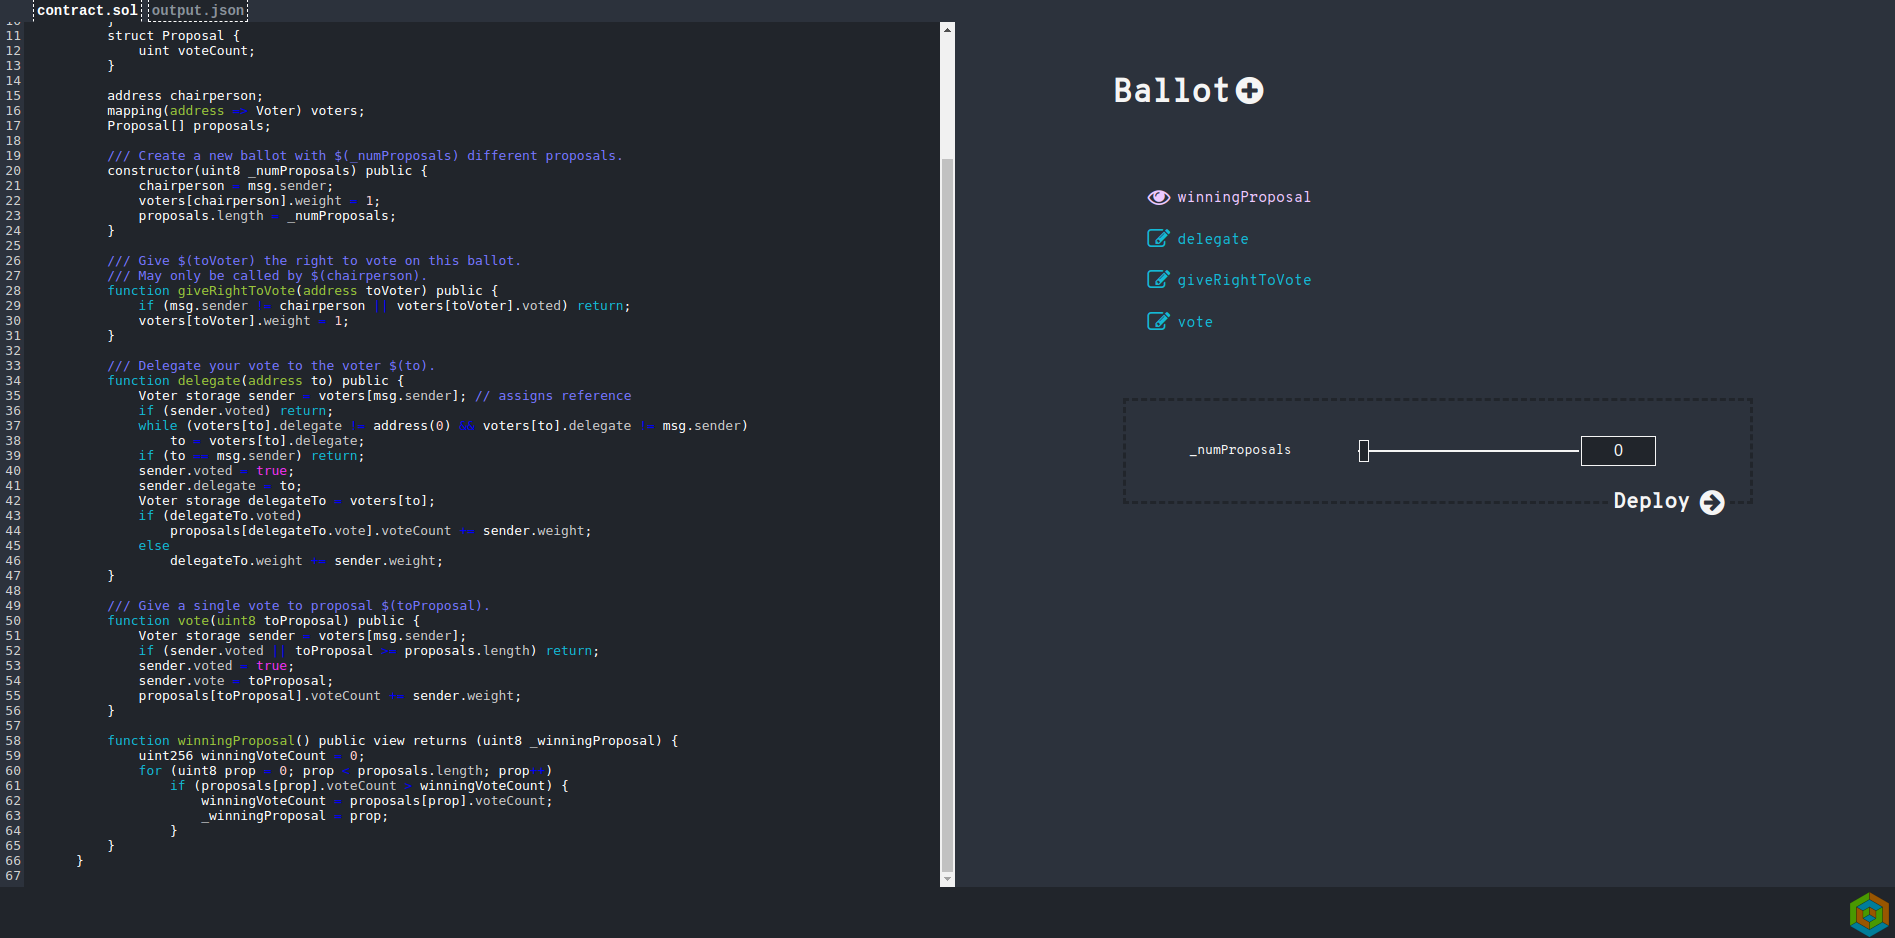 contract.sol output.json
10 }
11 struct Proposal {
12 uint voteCount;
13 }
14
15 address chairperson;
16 mapping(address => Voter) voters;
17 Proposal[] proposals;
18
19 /// Create a new ballot with $(_numProposals) different proposals.
20 constructor(uint8 _numProposals) public {
21 chairperson = msg.sender;
22 voters[chairperson].weight = 1;
23 proposals.length = _numProposals;
24 }
25
26 /// Give $(toVoter) the right to vote on this ballot.
27 /// May only be called by $(chairperson).
28 function giveRightToVote(address toVoter) public {
29 if (msg.sender != chairperson || voters[toVoter].voted) return;
30 voters[toVoter].weight = 1;
31 }
32
33 /// Delegate your vote to the voter $(to).
34 function delegate(address to) public {
35 Voter storage sender = voters[msg.sender]; // assigns reference
36 if (sender.voted) return;
37 while (voters[to].delegate != address(0) && voters[to].delegate != msg.sender)
38 to = voters[to].delegate;
39 if (to == msg.sender) return;
40 sender.voted = true;
41 sender.delegate = to;
42 Voter storage delegateTo = voters[to];
43 if (delegateTo.voted)
44 proposals[delegateTo.vote].voteCount += sender.weight;
45 else
46 delegateTo.weight += sender.weight;
47 }
48
49 /// Give a single vote to proposal $(toProposal).
50 function vote(uint8 toProposal) public {
51 Voter storage sender = voters[msg.sender];
52 if (sender.voted || toProposal >= proposals.length) return;
53 sender.voted = true;
54 sender.vote = toProposal;
55 proposals[toProposal].voteCount += sender.weight;
56 }
57
58 function winningProposal() public view returns (uint8 _winningProposal) {
59 uint256 winningVoteCount = 0;
60 for (uint8 prop = 0; prop < proposals.length; prop++)
61 if (proposals[prop].voteCount > winningVoteCount) {
62 winningVoteCount = proposals[prop].voteCount;
63 _winningProposal = prop;
64 }
65 }
66 }
67
Ballot
winningProposal
delegate
giveRightToVote
vote
_numProposals 0
Deploy